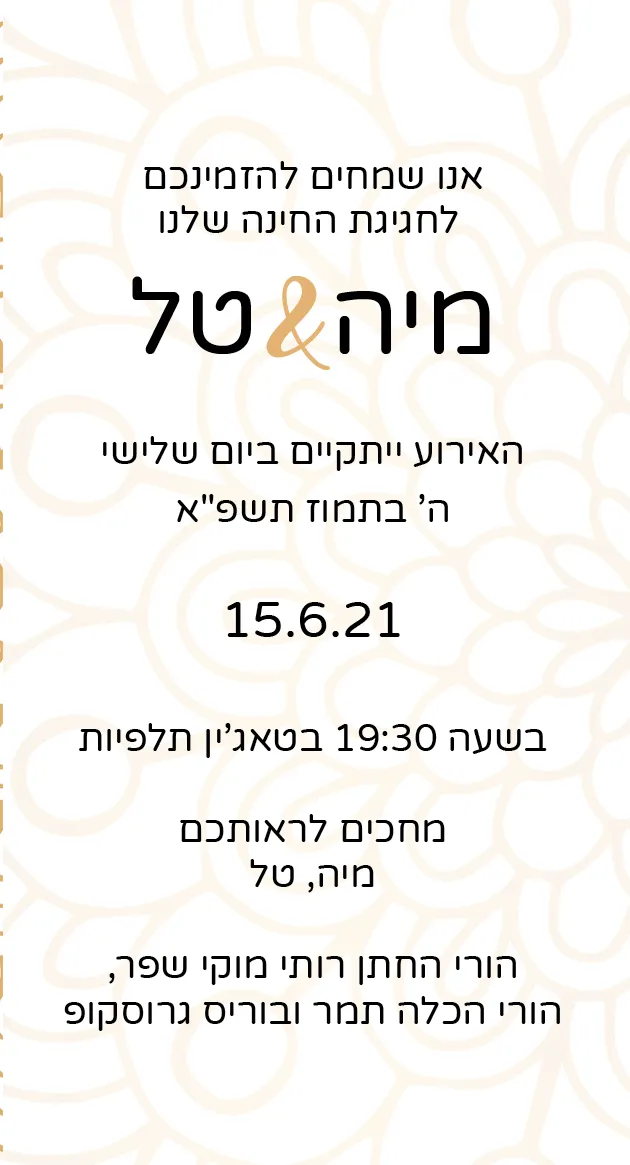 אנו שמחים להזמינכם
לחגיגת החינה שלנו
מיה & טל
האירוע ייתקיים ביום שלישי
ה' בתמוז תשפ"א
15.6.21
בשעה 19:30 בטאג'ין תלפיות
מחכים לראותכם
מיה, טל
הורי החתן רותי מוקי שפר,
הורי הכלה תמר ובוריס גרוסקופ